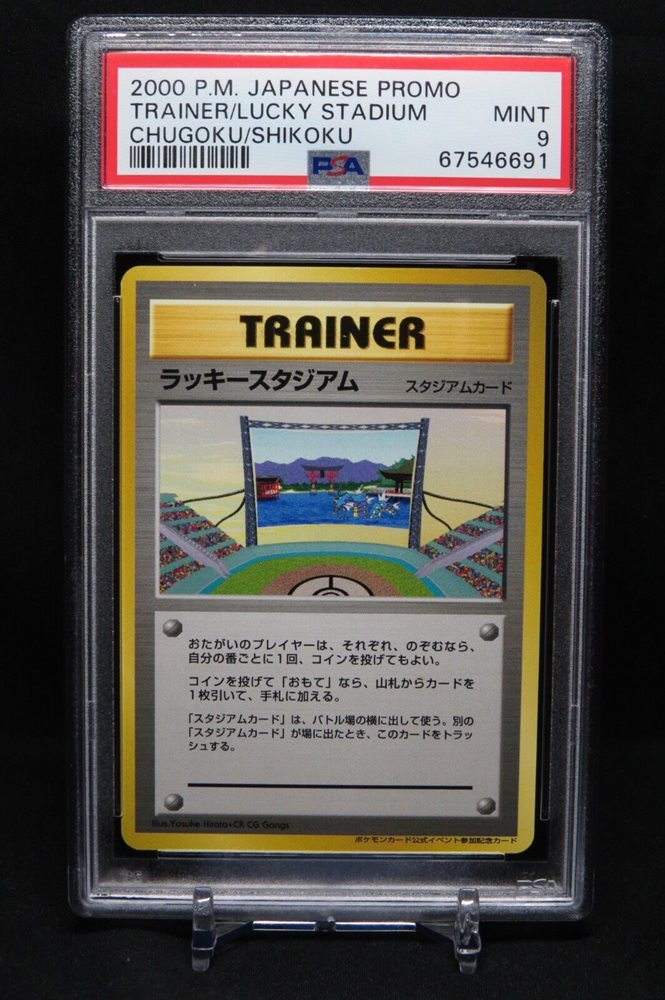 2000 P.M. JAPANESE PROMO
TRAINER/LUCKY STADIUM MINT
CHUGOKU/SHIKOKU 9
PSA 67546691
TRAINER
ラッキースタジアム スタジアムカード
おたがいのプレイヤーは、それぞれ、のぞむなら、
自分の番ごとに1回、コインを投げてもよい。
コインを投げて「おもて」なら、山札からカードを
1枚引いて、手札に加える。
「スタジアムカード」は、バトル場の横に出して使う。別の
「スタジアムカード」が場に出たとき、このカードをトラッ
シュする。
Illus.Yosuke Hirata+CR CG Gangs
ポケモンカード公式イベント参加記念カード
PSA